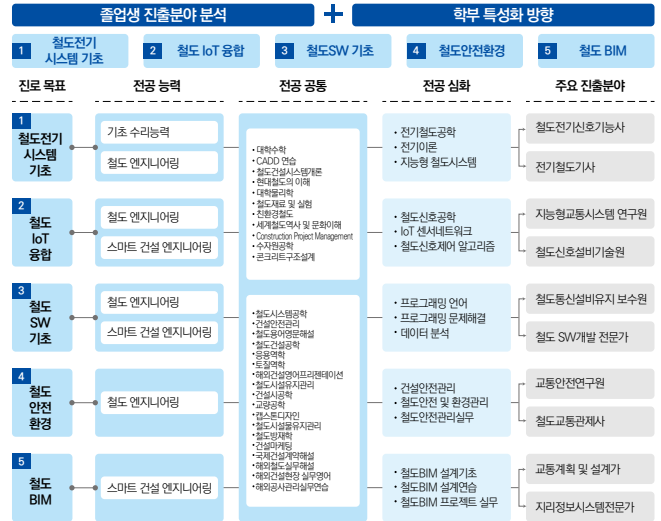 졸업생 진출분야 분석 + 학부 특성화 방향
1 철도전기
시스템 기초
2 철도 IoT 융합
3 철도SW 기초
4 철도안전환경
5 철도 BIM
진로 목표
전공 능력
전공 공통
전공 심화
주요 진출분야
1
철도전기
시스템
기초
기초 수리능력
철도 엔지니어링
2
철도
IoT
융합
철도 엔지니어링
스마트 건설 엔지니어링
3
철도
SW
기초
철도 엔지니어링
스마트 건설 엔지니어링
4
철도
안전
환경
철도 엔지니어링
5
철도
BIM
스마트 건설 엔지니어링
• 대학수학
• CADD 연습
• 철도건설시스템개론
• 현대철도의 이해
• 대학물리학
• 철도재료 및 실험
• 친환경철도
• 세계철도역사 및 문화이해
• Construction Project Management
• 수자원공학
• 콘크리트구조설계
• 철도시스템공학
• 건설안전관리
• 철도용어영문해설
• 철도건설공학
• 응용역학
• 토질역학
• 해외건설영어프리젠테이션
• 철도시설유지관리
• 건설시공학
• 교량공학
• 캡스톤디자인
• 철도시설물유지관리
• 철도방재학
• 건설마케팅
• 국제건설계약해설
• 해외철도실무해설
• 해외건설현장 실무영어
• 해외공사관리실무연습
• 전기철도공학
• 전기이론
• 지능형 철도시스템
• 철도신호공학
• IoT 센서네트워크
• 철도신호제어 알고리즘
• 프로그래밍 언어
• 프로그래밍 문제해결
• 데이터 분석
• 건설안전관리
• 철도안전 및 환경관리
• 철도안전관리실무
• 철도BIM 설계기초
• 철도BIM 설계연습
• 철도BIM 프로젝트 실무
철도전기신호기능사
전기철도기사
지능형교통시스템 연구원
철도신호설비기술원
철도통신설비유지 보수원
철도 SW개발 전문가
교통안전연구원
철도교통관제사
교통계획 및 설계가
지리정보시스템전문가